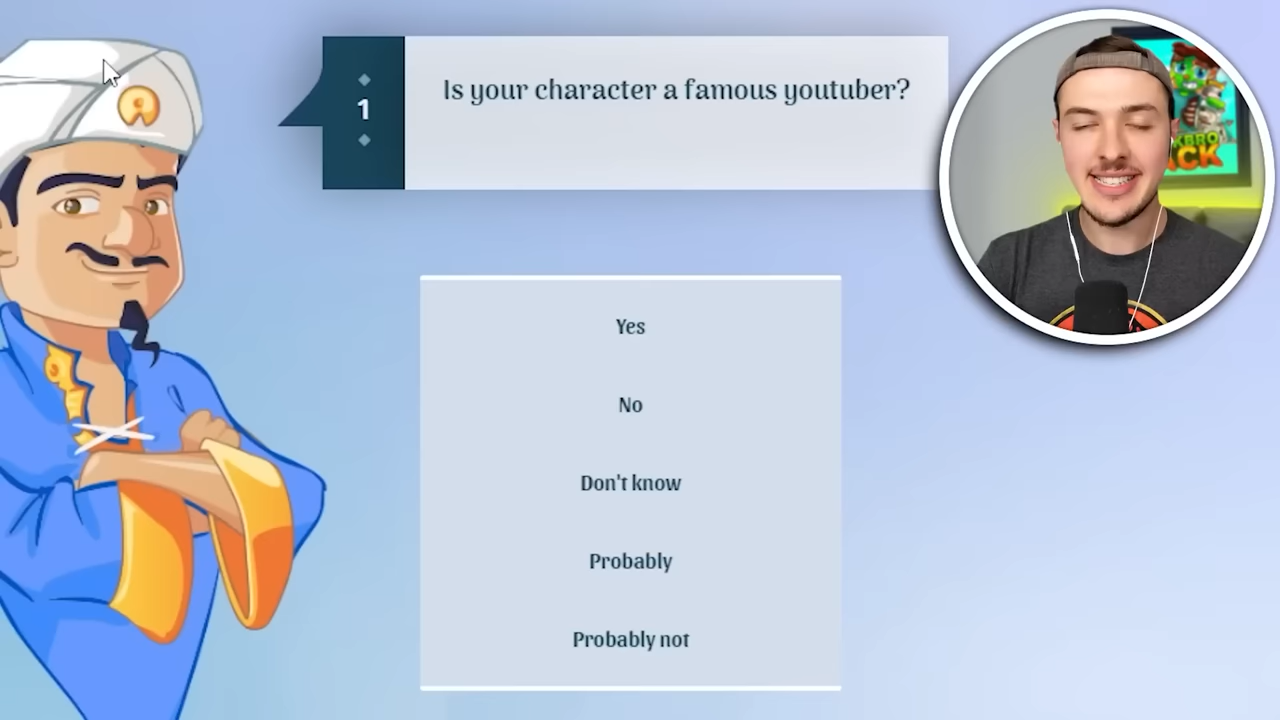 1
Is your character a famous youtuber?
Yes
No
Don't know
Probably
Probably not